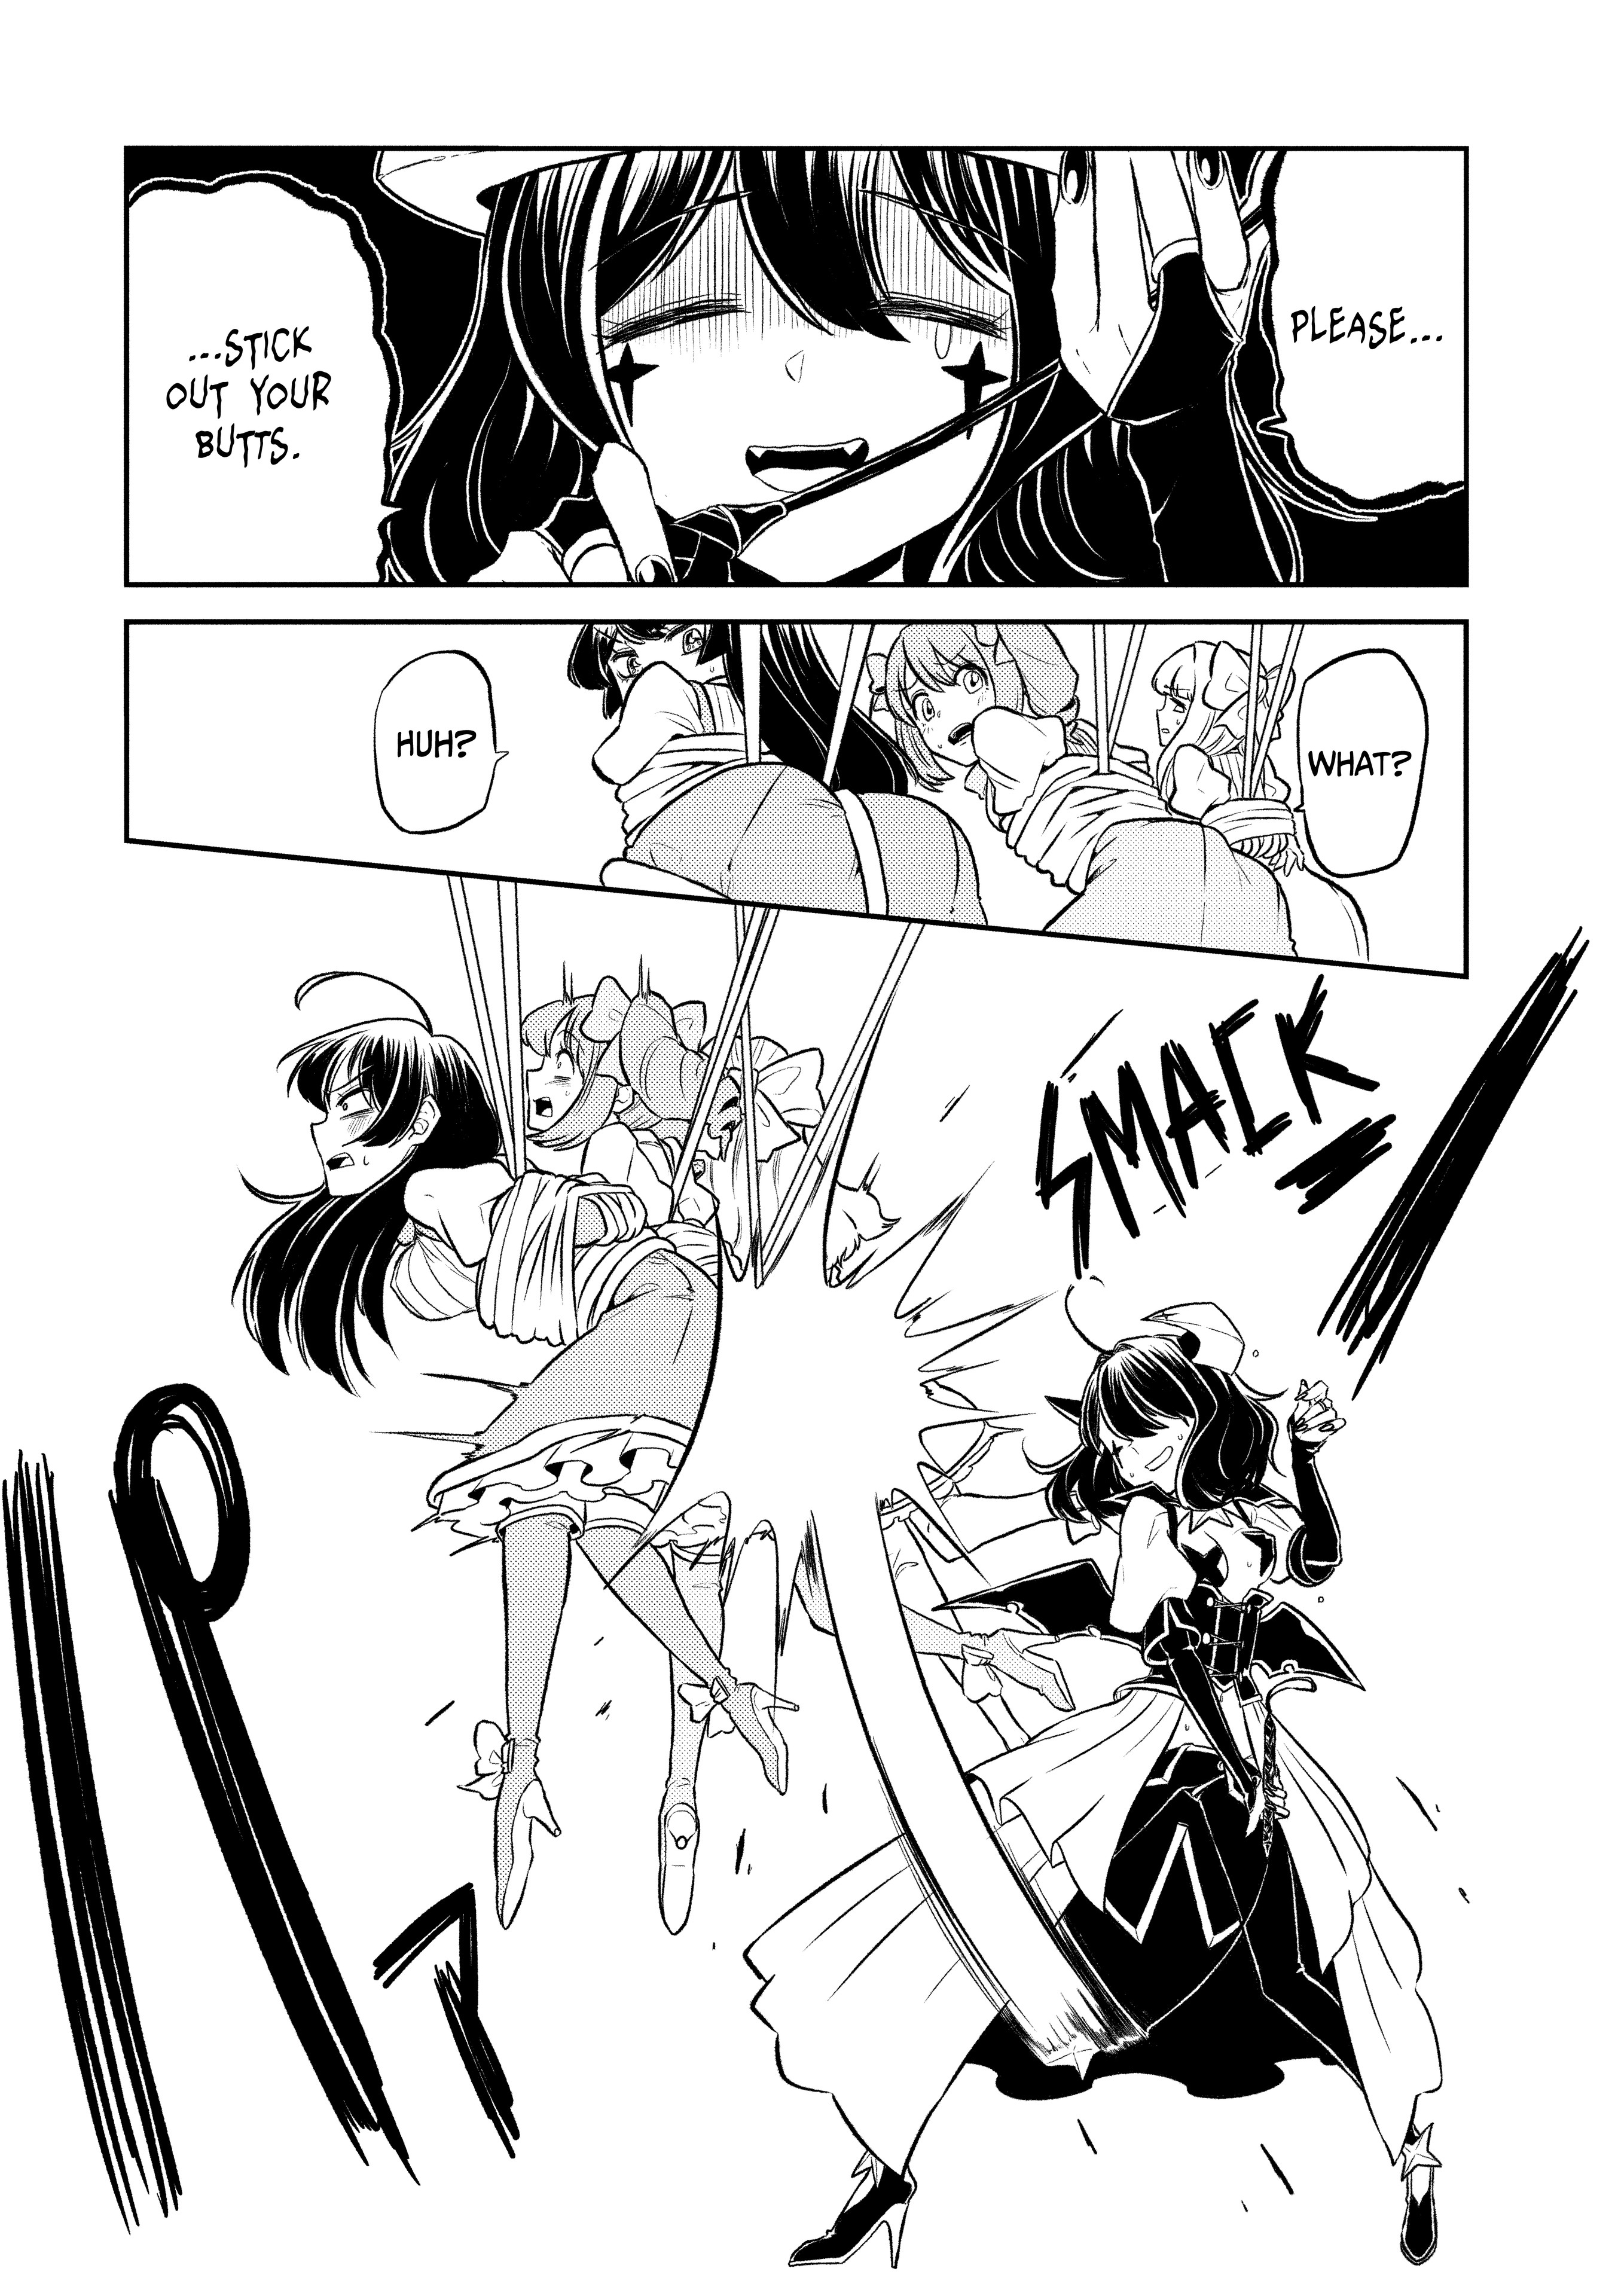 PLEASE...
...STICK
OUT YOUR
BUTTS.
WHAT?
HUH?
SMACK